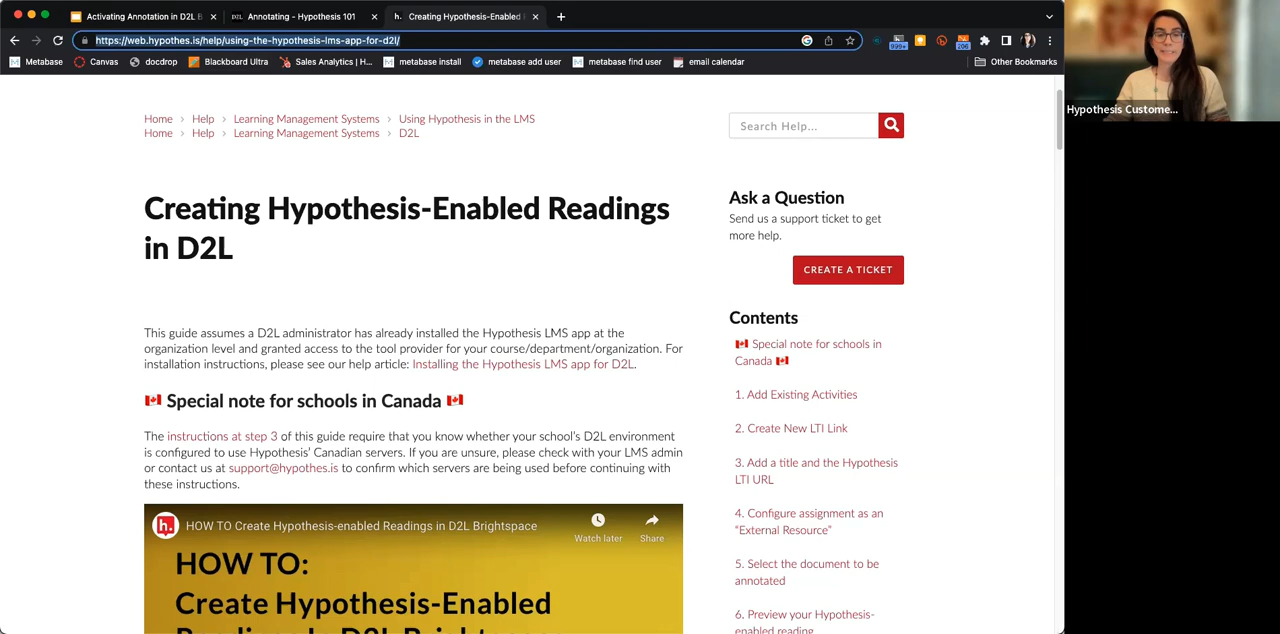 Activating Annotation in D2L B
D2L Annotating - Hypothesis 101
h. Creating Hypothesis-Enabled
https://web.hypothes.is/help/using-the-hypothesis-lms-app-for-d2l/
999+
206
Metabase
Canvas
docdrop
Blackboard Ultra
Sales Analytics | H...
metabase install
metabase add user
metabase find user
email calendar
Other Bookmarks
Hypothesis Custome...
Home > Help > Learning Management Systems > Using Hypothesis in the LMS
Home > Help > Learning Management Systems > D2L
Creating Hypothesis-Enabled Readings
in D2L
This guide assumes a D2L administrator has already installed the Hypothesis LMS app at the
organization level and granted access to the tool provider for your course/department/organization. For
installation instructions, please see our help article: Installing the Hypothesis LMS app for D2L.
Special note for schools in Canada
The instructions at step 3 of this guide require that you know whether your school's D2L environment
is configured to use Hypothesis' Canadian servers. If you are unsure, please check with your LMS admin
or contact us at support@hypothes.is to confirm which servers are being used before continuing with
these instructions.
h. HOW TO Create Hypothesis-enabled Readings in D2L Brightspace
Watch later
Share
HOW TO:
Create Hypothesis-Enabled
Readings In D2L Brightspace
Search Help...
Ask a Question
Send us a support ticket to get
more help.
CREATE A TICKET
Contents
Special note for schools in
Canada
1. Add Existing Activities
2. Create New LTI Link
3. Add a title and the Hypothesis
LTI URL
4. Configure assignment as an
"External Resource"
5. Select the document to be
annotated
6. Preview your Hypothesis-
enabled reading